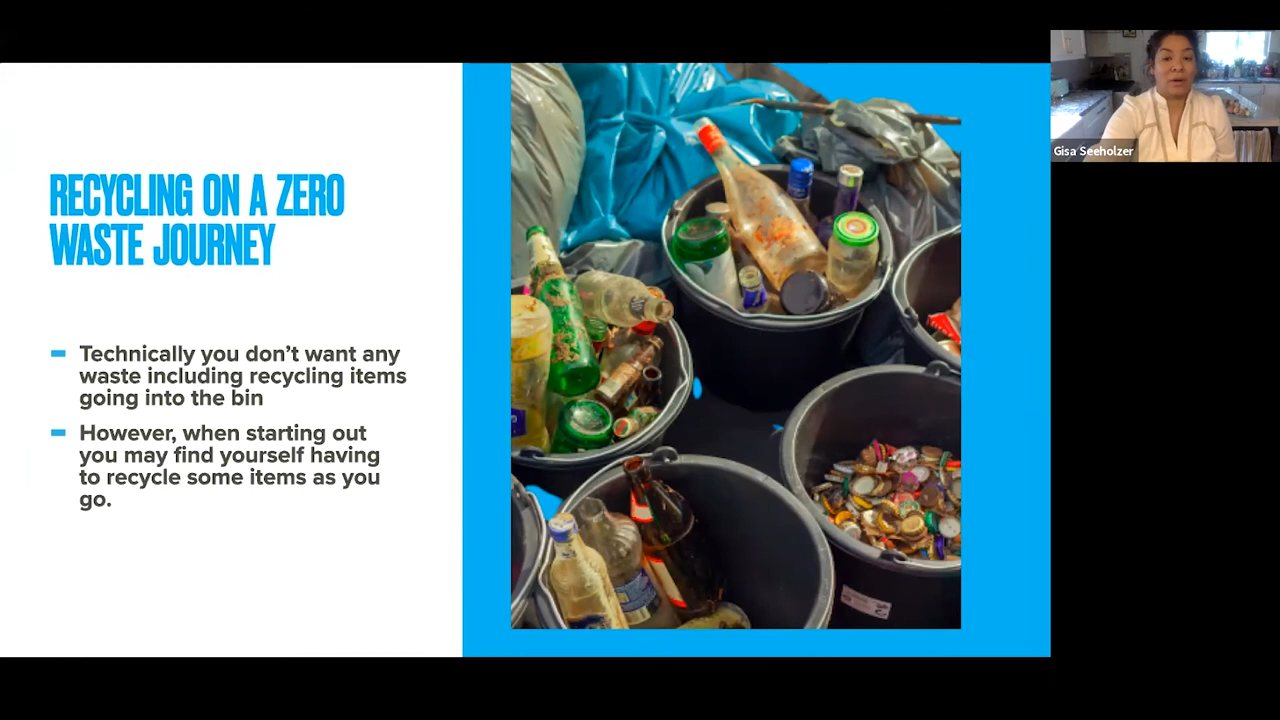 RECYCLING ON A ZERO
WASTE JOURNEY
Technically you don’t want any
waste including recycling items
going into the bin
However, when starting out
you may find yourself having
to recycle some items as you
go.
Gisa Seeholzer